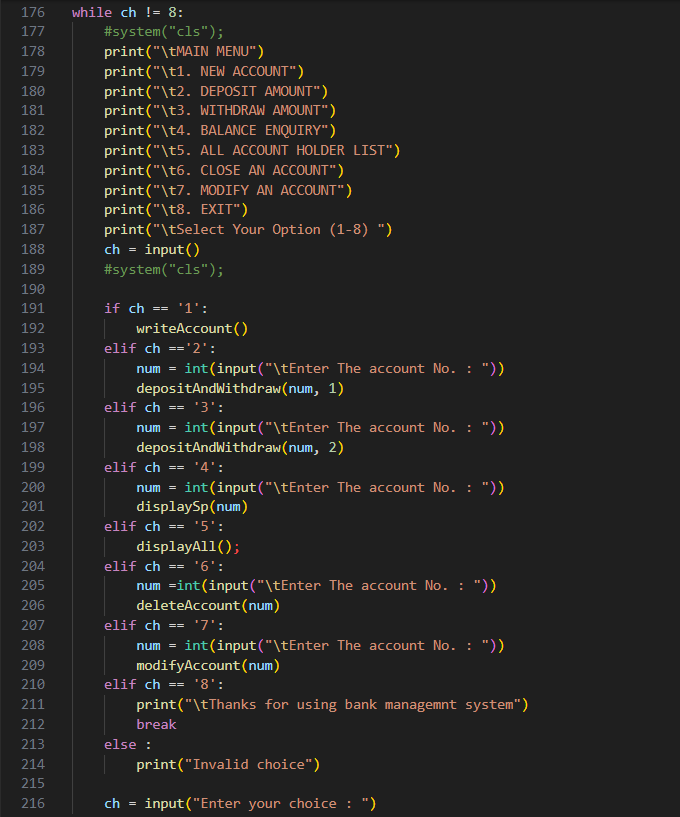 176 while ch != 8:
177     #system("cls");
178     print("\tMAIN MENU")
179     print("\t1. NEW ACCOUNT")
180     print("\t2. DEPOSIT AMOUNT")
181     print("\t3. WITHDRAW AMOUNT")
182     print("\t4. BALANCE ENQUIRY")
183     print("\t5. ALL ACCOUNT HOLDER LIST")
184     print("\t6. CLOSE AN ACCOUNT")
185     print("\t7. MODIFY AN ACCOUNT")
186     print("\t8. EXIT")
187     print("\tSelect Your Option (1-8) ")
188     ch = input()
189     #system("cls");
190
191     if ch == '1':
192         writeAccount()
193     elif ch =='2':
194         num = int(input("\tEnter The account No. : "))
195         depositAndWithdraw(num, 1)
196     elif ch == '3':
197         num = int(input("\tEnter The account No. : "))
198         depositAndWithdraw(num, 2)
199     elif ch == '4':
200         num = int(input("\tEnter The account No. : "))
201         displaySp(num)
202     elif ch == '5':
203         displayAll();
204     elif ch == '6':
205         num =int(input("\tEnter The account No. : "))
206         deleteAccount(num)
207     elif ch == '7':
208         num = int(input("\tEnter The account No. : "))
209         modifyAccount(num)
210     elif ch == '8':
211         print("\tThanks for using bank managemnt system")
212         break
213     else :
214         print("Invalid choice")
215
216     ch = input("Enter your choice : ")